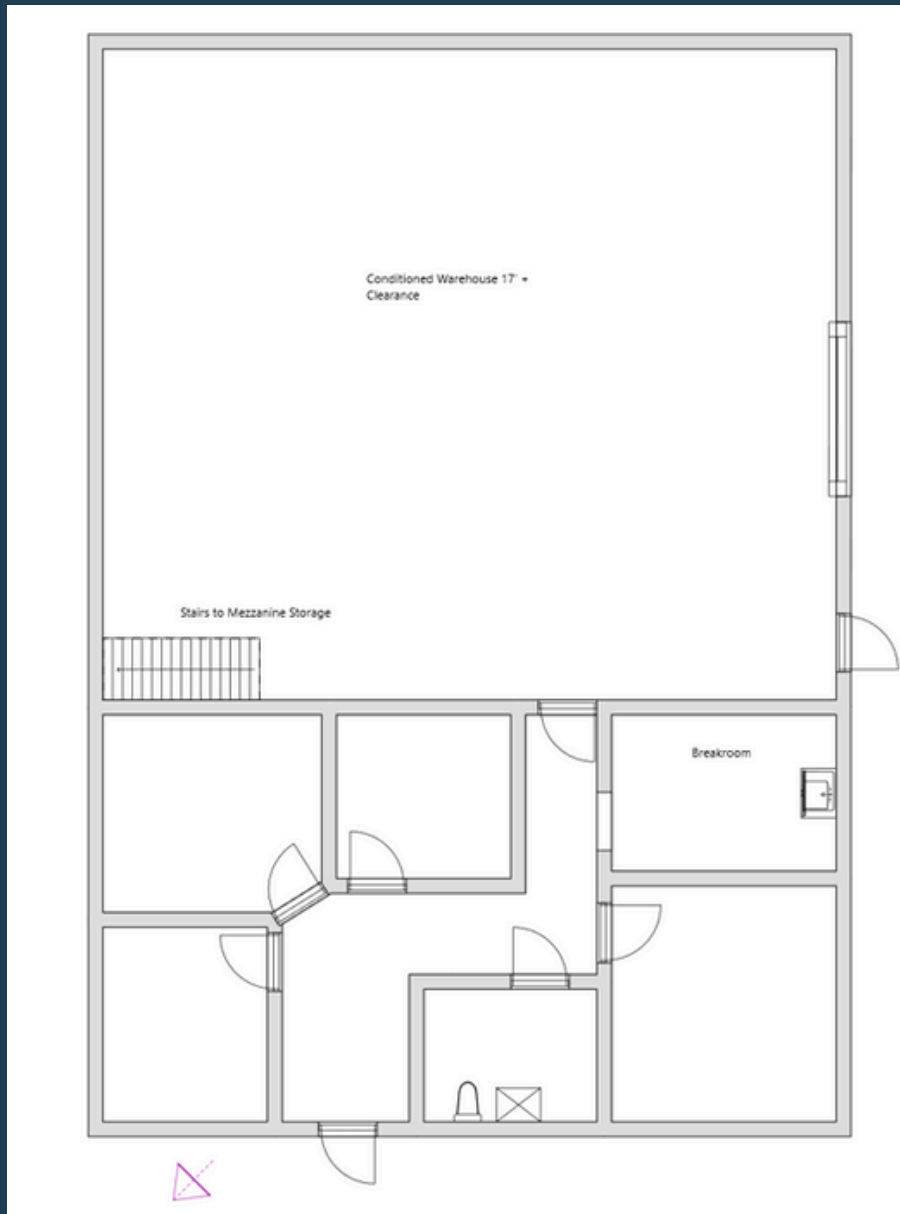 Conditioned Warehouse 17' +
Clearance
Stairs to Mezzanine Storage
Breakroom